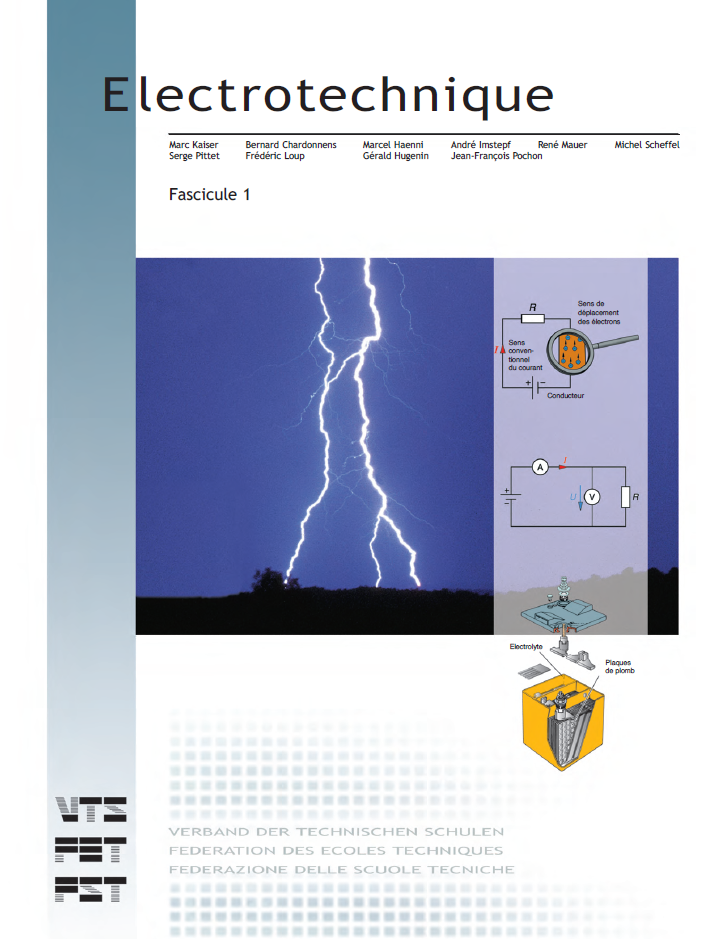 Electrotechnique
Marc Kaiser Bernard Chardonnens Marcel Haenni André Imstepf René Mauer Michel Scheffel
Serge Pittet Frédéric Loup Gérald Hugenin Jean-François Pochon
Fascicule 1
R
Sens de
déplacement
des électrons
I
Sens
conven-
tionnel
du courant
+ −
Conducteur
A
I
+
−
U
V
R
Electrolyte
Plaques
de plomb
VTS
FET
FST
VERBAND DER TECHNISCHEN SCHULEN
FEDERATION DES ECOLES TECHNIQUES
FEDERAZIONE DELLE SCUOLE TECNICHE